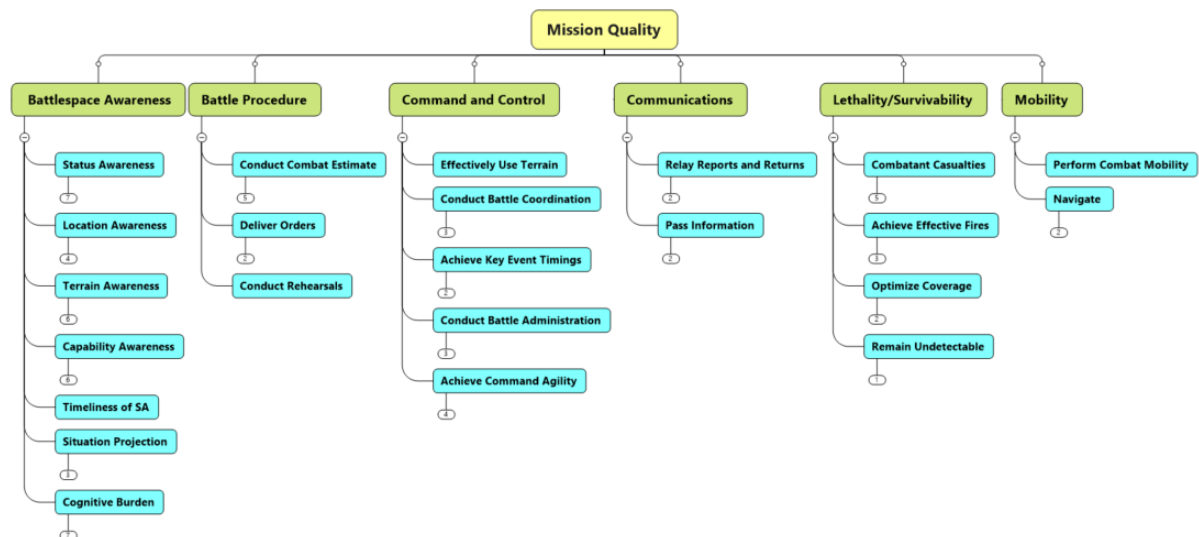 Mission Quality
Battlespace Awareness
Battle Procedure
Command and Control
Communications
Lethality/Survivability
Mobility
Status Awareness
7
Location Awareness
4
Terrain Awareness
6
Capability Awareness
6
Timeliness of SA
Situation Projection
3
Cognitive Burden
Conduct Combat Estimate
5
Deliver Orders
2
Conduct Rehearsals
Effectively Use Terrain
Conduct Battle Coordination
3
Achieve Key Event Timings
2
Conduct Battle Administration
3
Achieve Command Agility
4
Relay Reports and Returns
2
Pass Information
2
Combatant Casualties
5
Achieve Effective Fires
3
Optimize Coverage
2
Remain Undetectable
1
Perform Combat Mobility
Navigate
2